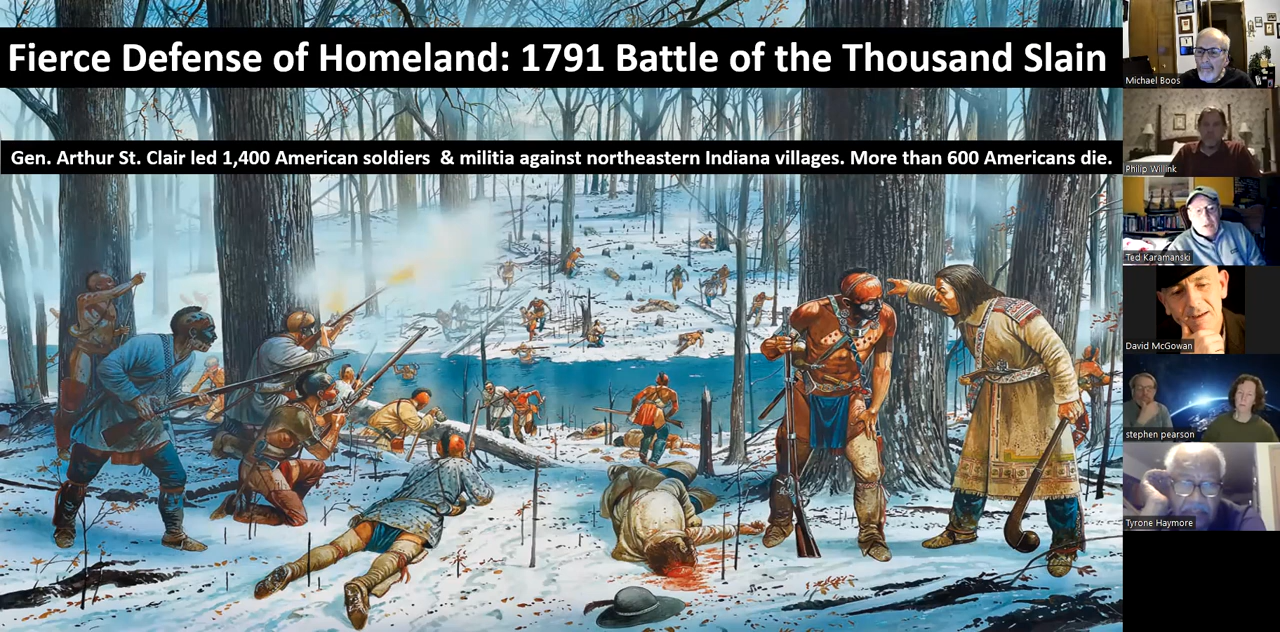 Fierce Defense of Homeland: 1791 Battle of the Thousand Slain
Gen. Arthur St. Clair led 1,400 American soldiers & militia against northeastern Indiana villages. More than 600 Americans die.
Michael Boos
Philip Willink
Ted Karamanski
David McGowan
stephen pearson
Tyrone Haymore